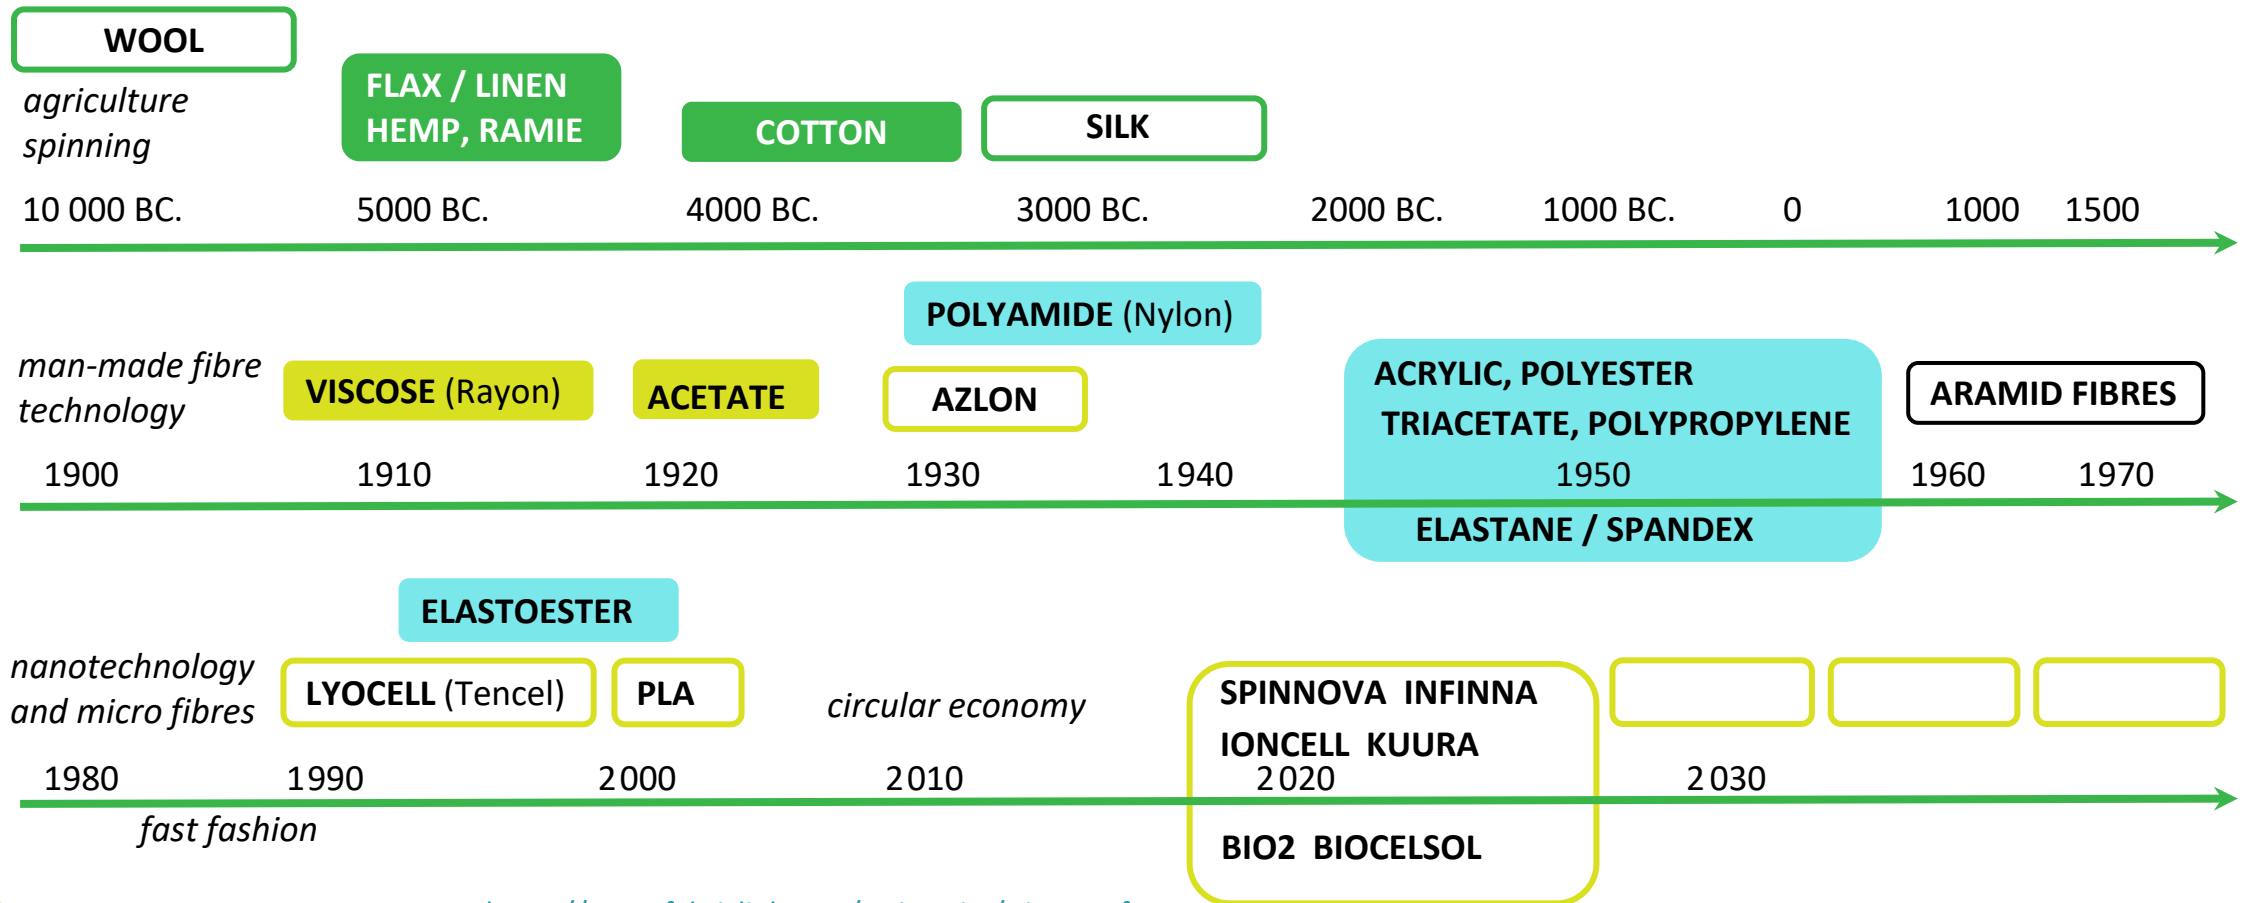 WOOL
agriculture
spinning
FLAX / LINEN
HEMP, RAMIE
COTTON
SILK
10 000 BC. 5000 BC. 4000 BC. 3000 BC. 2000 BC. 1000 BC. 0 1000 1500
POLYAMIDE (Nylon)
man-made fibre
technology
VISCOSE (Rayon)
ACETATE
AZLON
ACRYLIC, POLYESTER
TRIACETATE, POLYPROPYLENE
ARAMID FIBRES
1900 1910 1920 1930 1940 1950 1960 1970
ELASTANE / SPANDEX
ELASTOESTER
nanotechnology
and micro fibres
LYOCELL (Tencel)
PLA
circular economy
SPINNOVA INFINNA
IONCELL KUURA
1980 1990 2000 2010 2020 2030
fast fashion
BIO2 BIOCELSOL